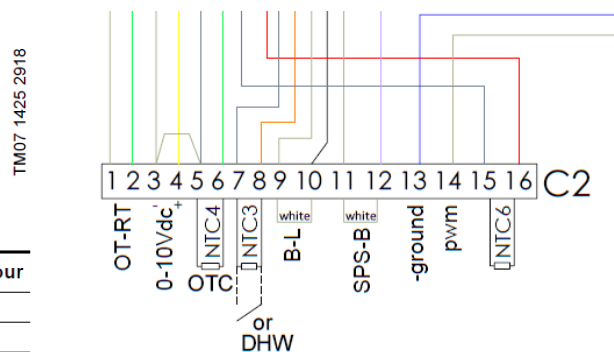 TM07 1425 2918
1 2 3 4 5 6 7 8 9 10 11 12 13 14 15 16 C2
OT-RT
0-10Vdc - +
NTC4
OTC
NTC3
or
DHW
white
B-L
white
SPS-B
-ground
pwm
NTC6
our